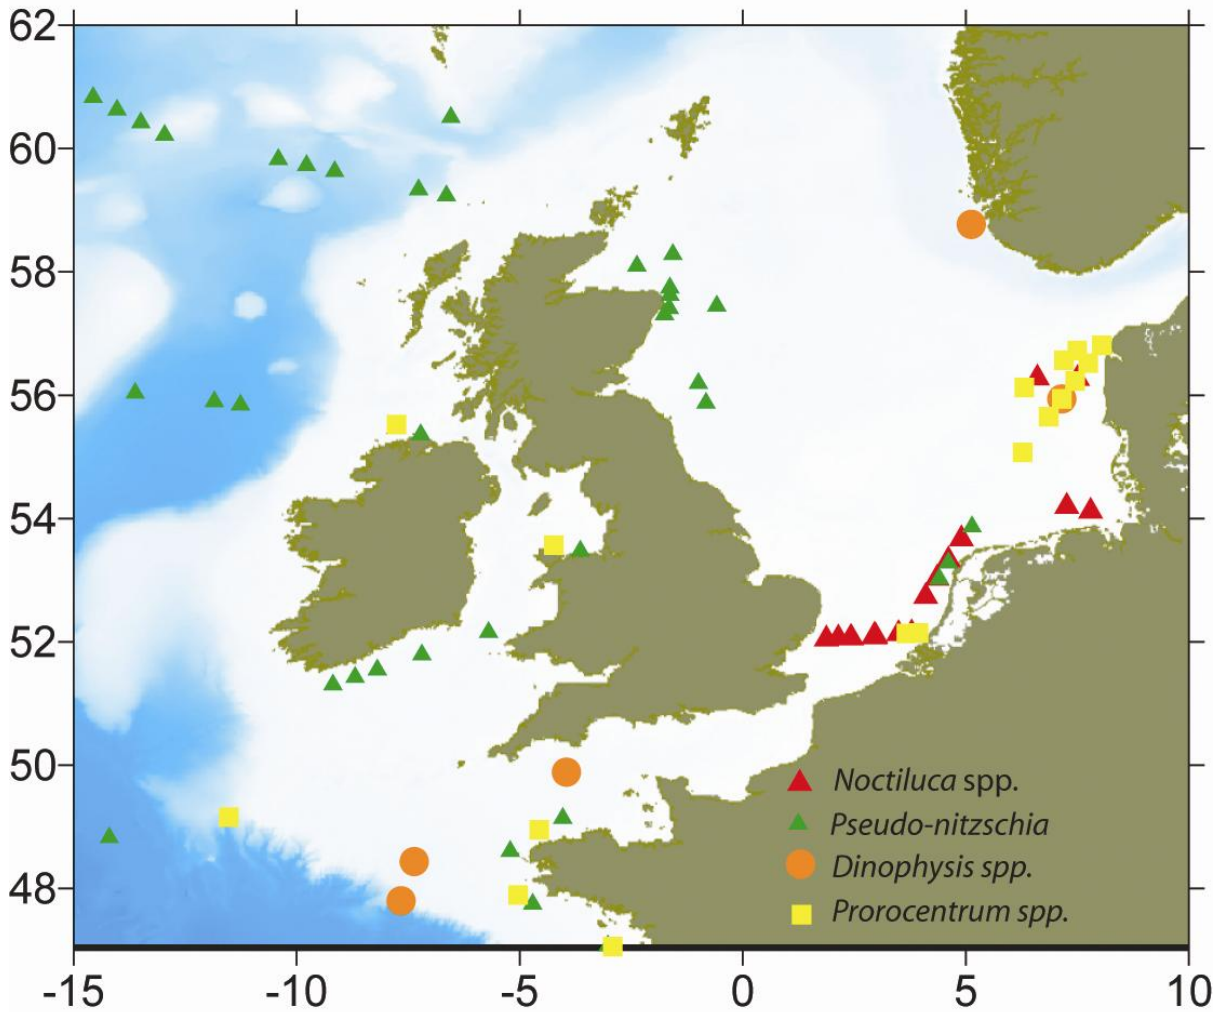 62
60
58
56
54
52
50
48
Noctiluca spp.
Pseudo-nitzschia
Dinophysis spp.
Prorocentrum spp.
-15 -10 -5 0 5 10